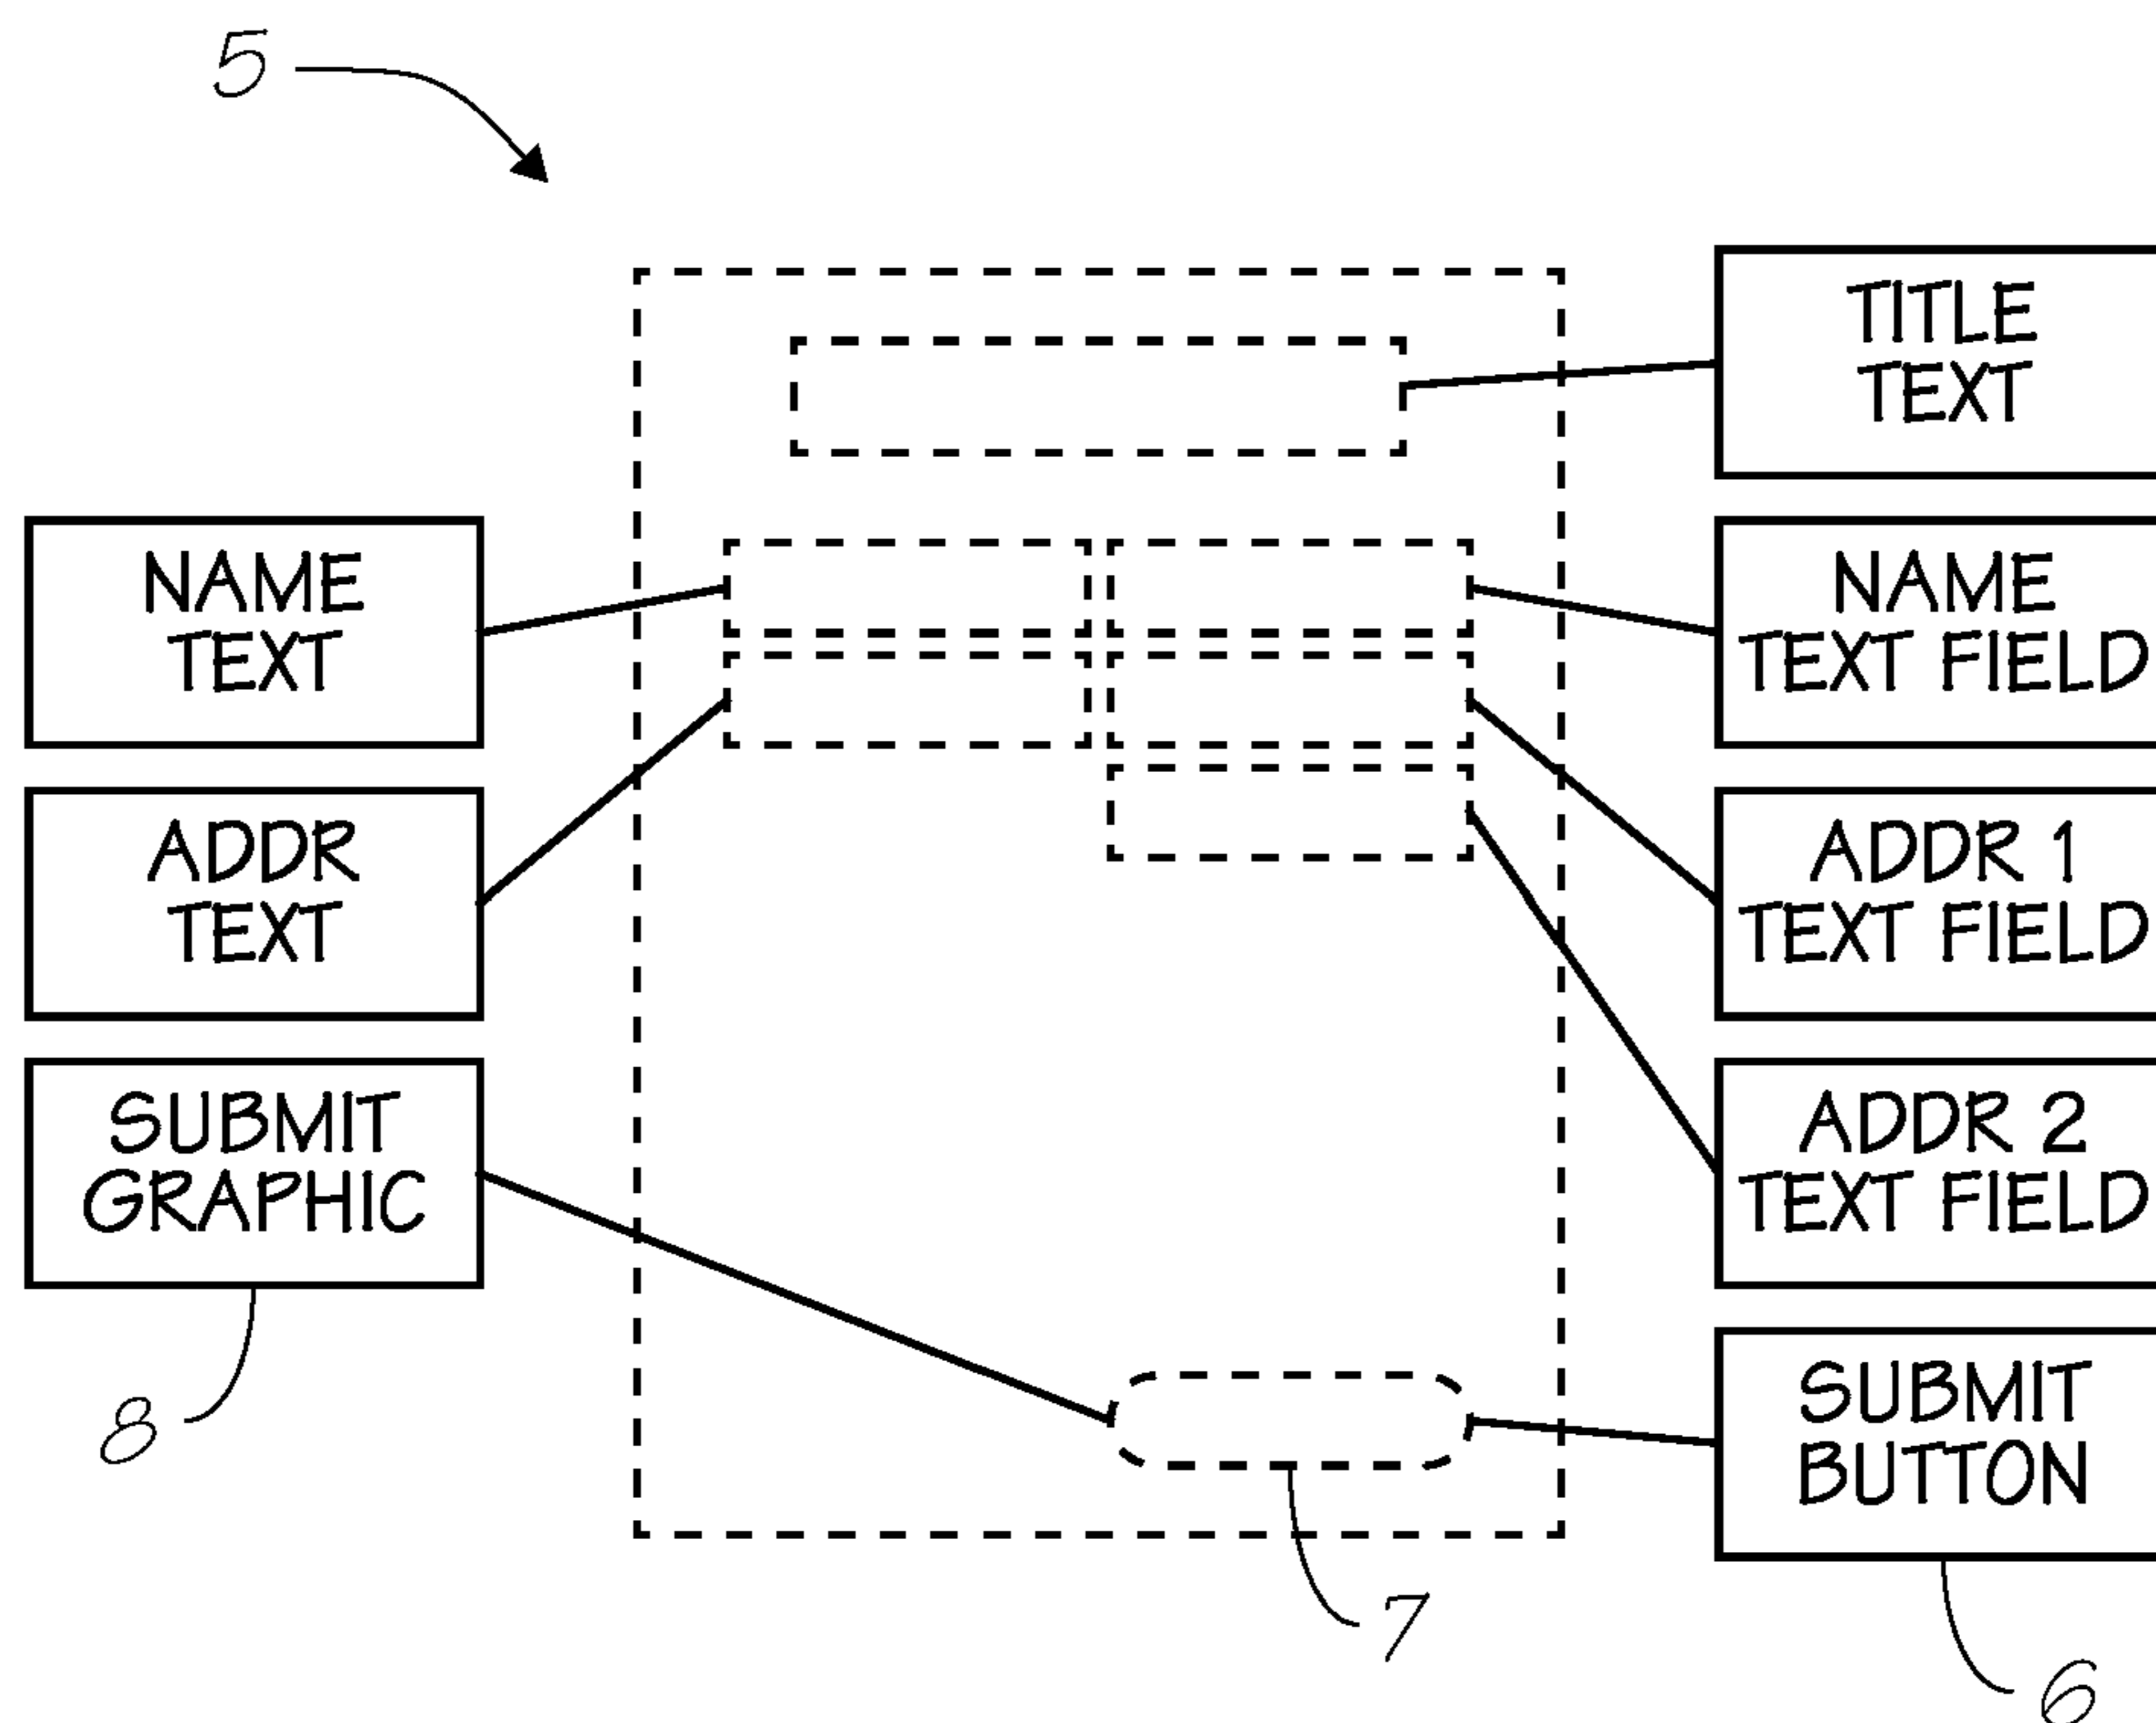 5
TITLE
TEXT
NAME
TEXT
NAME
TEXT FIELD
ADDR
TEXT
ADDR 1
TEXT FIELD
SUBMIT
GRAPHIC
ADDR 2
TEXT FIELD
SUBMIT
BUTTON
8
7
6